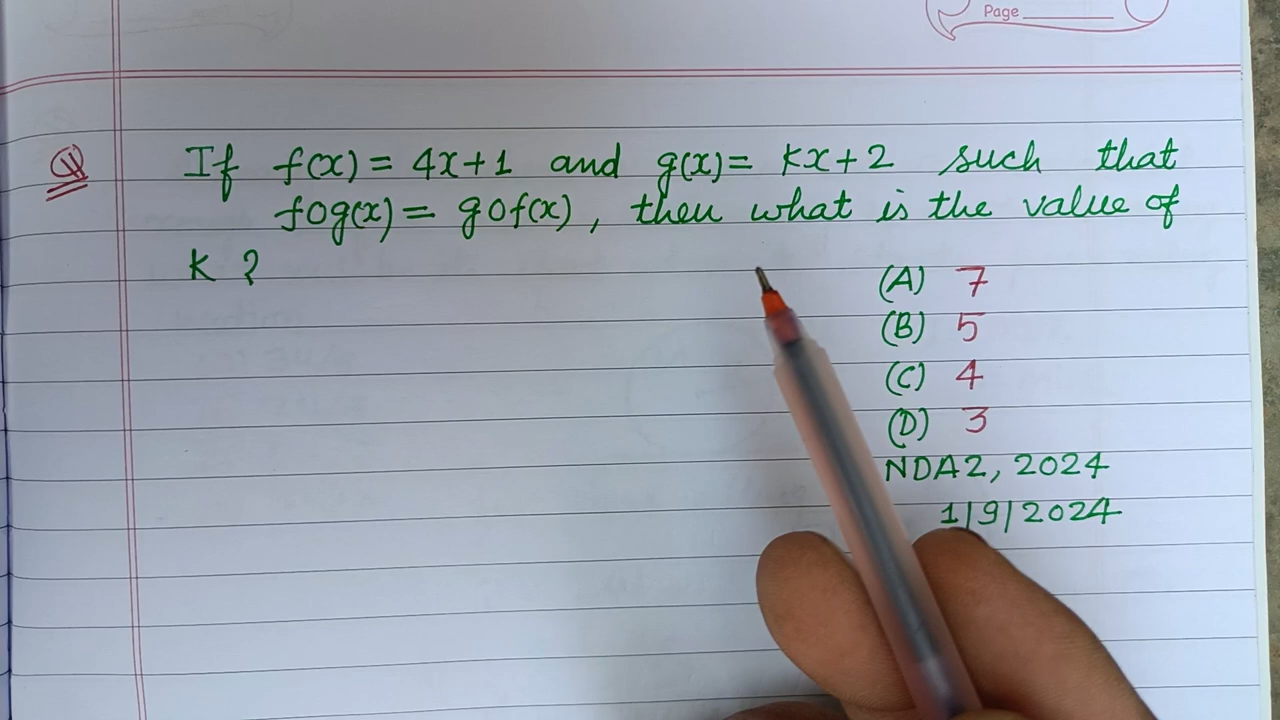 Page
Q If f(x) = 4x+1 and g(x) = kx+2 such that
fog(x) = gof(x), then what is the value of
k ?
(A) 7
(B) 5
(C) 4
(D) 3
NDA2, 2024
1/9/2024